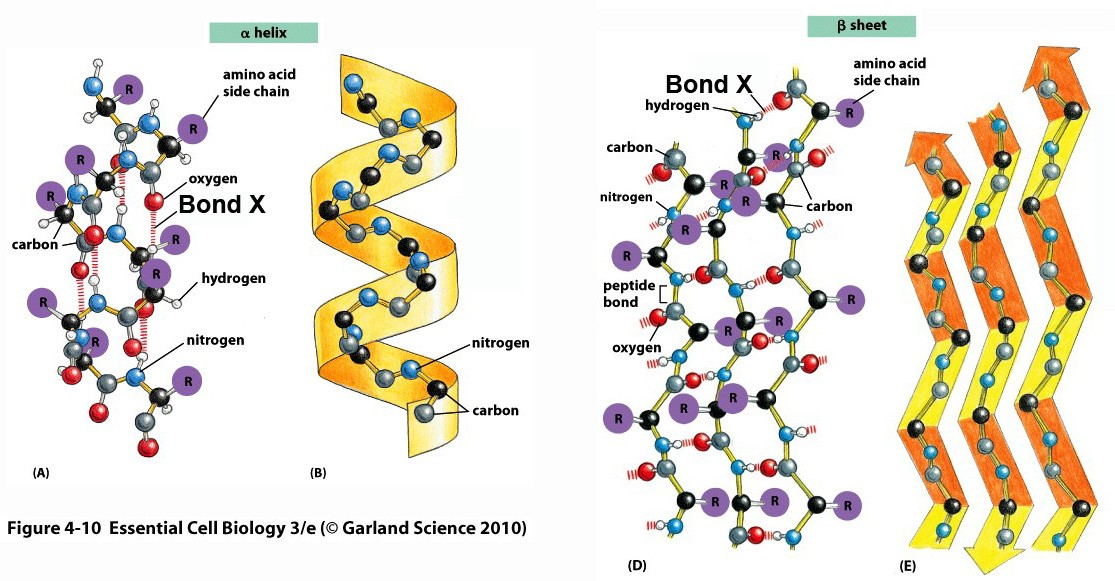 α helix
R
amino acid
side chain
R
R
R
oxygen
Bond X
carbon
R
R
hydrogen
R
R
nitrogen
R
nitrogen
carbon
(A)
(B)
Figure 4-10 Essential Cell Biology 3/e (© Garland Science 2010)
β sheet
amino acid
side chain
Bond X
hydrogen
R
carbon
R
R
nitrogen
R
carbon
R
R
peptide
bond
R
oxygen
R
R
R
R
R
R
R
R
(D)
(E)